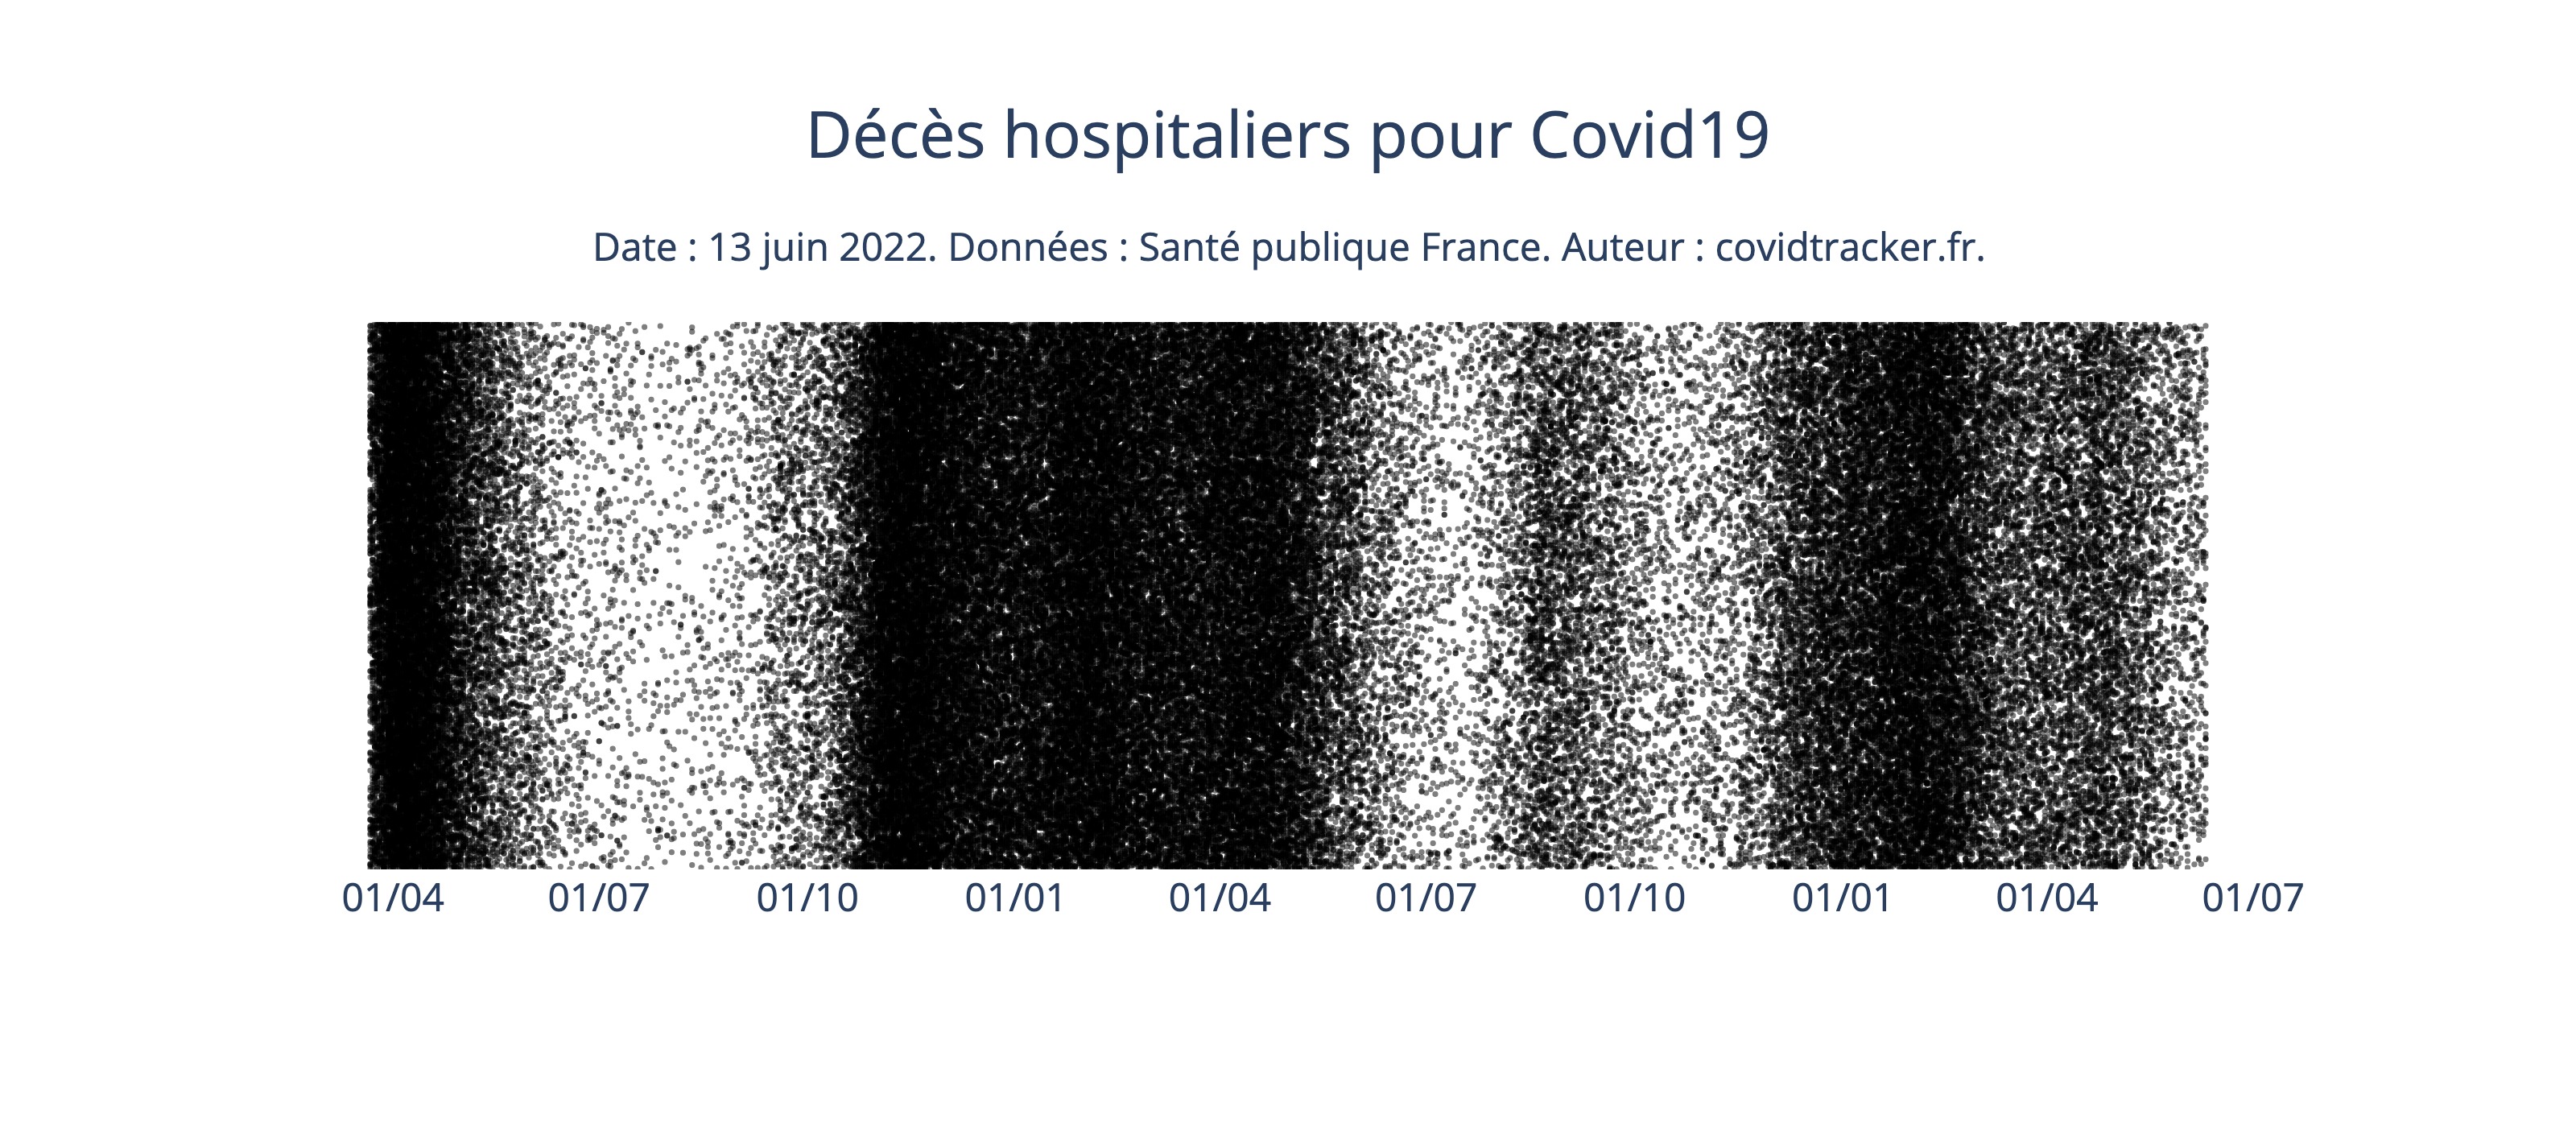 Décès hospitaliers pour Covid19
Date : 13 juin 2022. Données : Santé publique France. Auteur : covidtracker.fr.
01/04 01/07 01/10 01/01 01/04 01/07 01/10 01/01 01/04 01/07